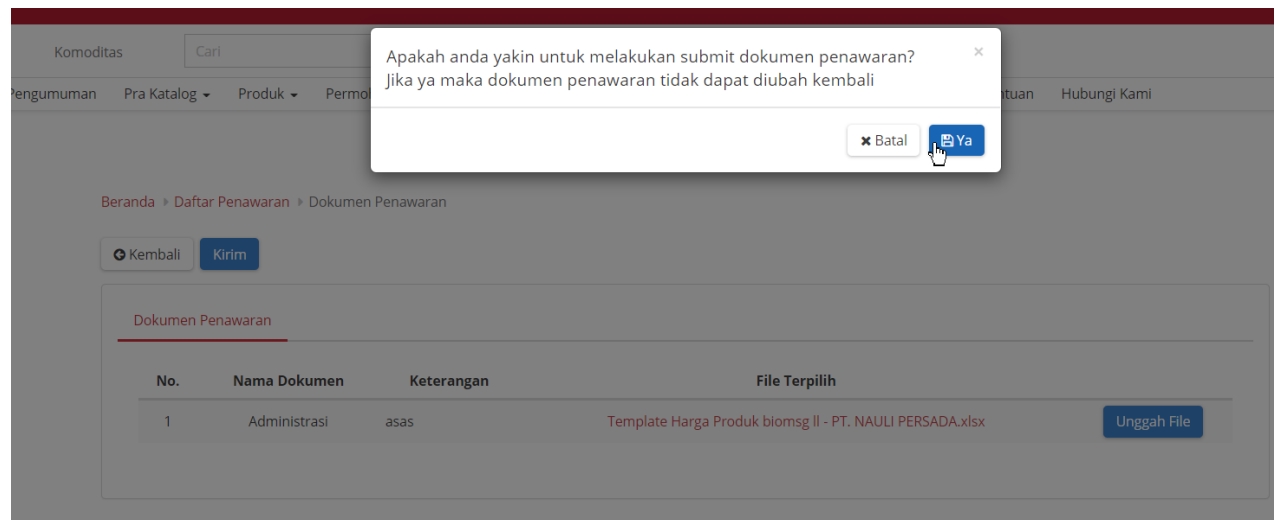 Komoditas
Cari
Apakah anda yakin untuk melakukan submit dokumen penawaran?
×
Jika ya maka dokumen penawaran tidak dapat diubah kembali
Pengumuman Pra Katalog Produk Hubungi Kami
Batal Ya
Beranda Daftar Penawaran Dokumen Penawaran
Kembali Kirim
Dokumen Penawaran
No. Nama Dokumen Keterangan File Terpilih
1 Administrasi asas Template Harga Produk biomsg ll - PT. NAULI PERSADA.xlsx Unggah File